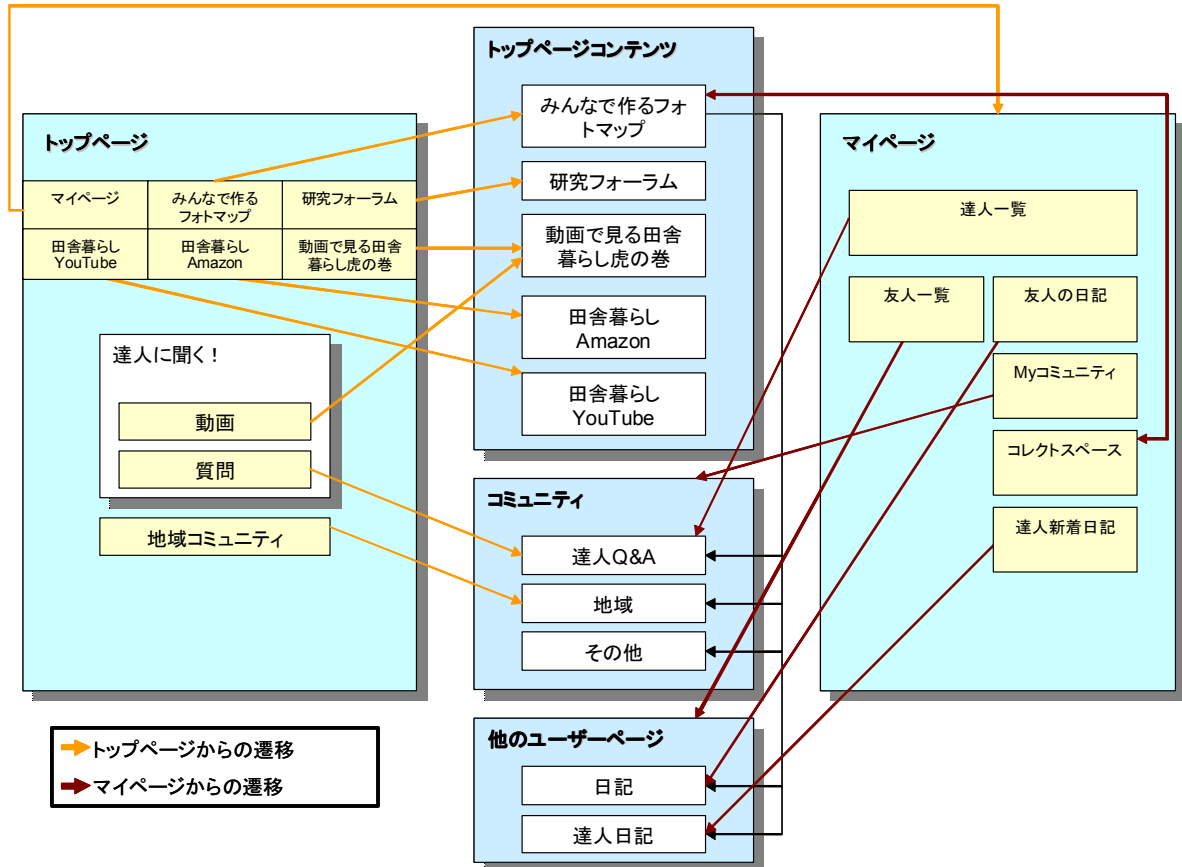 トップページコンテンツ
みんなで作るフォ
トマップ
研究フォーラム
動画で見る田舎
暮らし虎の巻
田舎暮らし
Amazon
田舎暮らし
YouTube
トップページ
マイページ
みんなで作る
フォトマップ
研究フォーラム
田舎暮らし
YouTube
田舎暮らし
Amazon
動画で見る田舎
暮らし虎の巻
達人に聞く!
動画
質問
地域コミュニティ
マイページ
達人一覧
友人一覧
友人の日記
Myコミュニティ
コレクトスペース
達人新着日記
コミュニティ
達人Q&A
地域
その他
他のユーザーページ
日記
達人日記
トップページからの遷移
マイページからの遷移